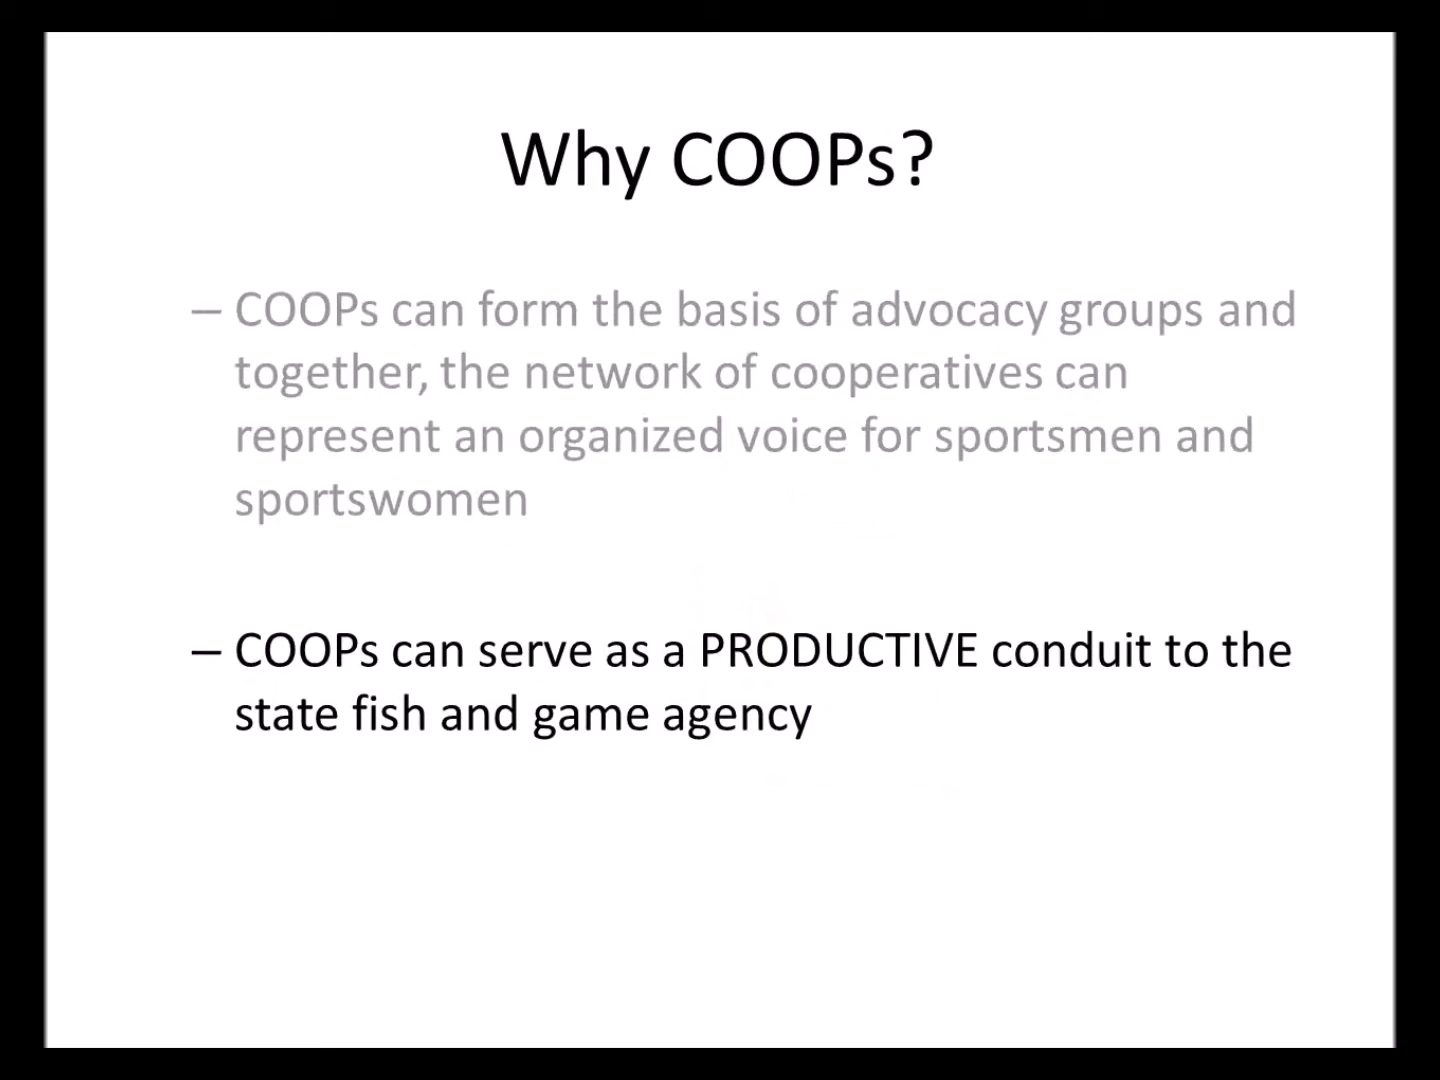 Why COOPs?
– COOPs can form the basis of advocacy groups and
together, the network of cooperatives can
represent an organized voice for sportsmen and
sportswomen
– COOPs can serve as a PRODUCTIVE conduit to the
state fish and game agency